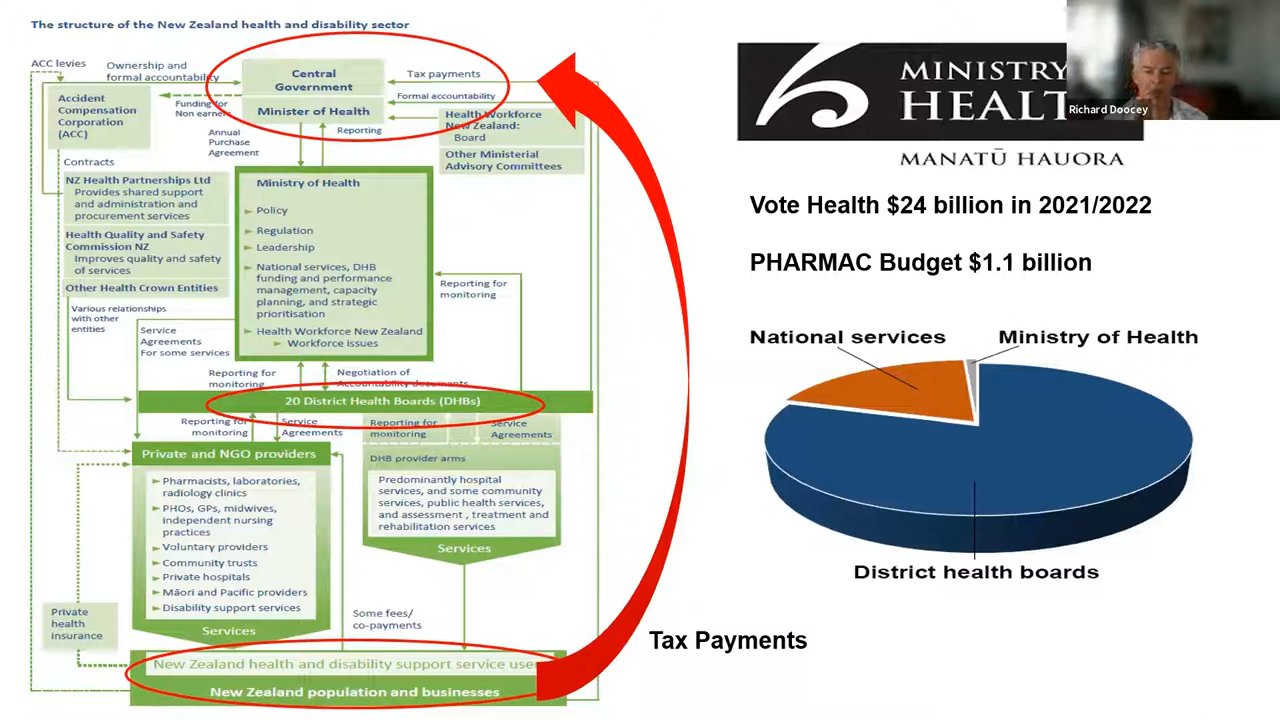 The structure of the New Zealand health and disability sector
ACC levies
Ownership and
formal accountability
Central
Government
Minister of Health
Tax payments
Formal accountability
Accident
Compensation
Corporation
(ACC)
Funding for
Non earners
Annual
Purchase
Agreement
Reporting
Health Workforce
New Zealand:
Board
Other Ministerial
Advisory Committees
Contracts
NZ Health Partnerships Ltd
Provides shared support
and administration and
procurement services
Health Quality and Safety
Commission NZ
Improves quality and safety
of services
Other Health Crown Entities
Ministry of Health
Policy
Regulation
Leadership
National services, DHB
funding and performance
management, capacity
planning, and strategic
prioritisation
Health Workforce New Zealand
Workforce issues
Reporting for
monitoring
Various relationships
with other
entities
Service
Agreements
For some services
Reporting for
monitoring
Negotiation of
Accountability documents
20 District Health Boards (DHBs)
Reporting for
monitoring
Service
Agreements
Reporting for
monitoring
Service
Agreements
Private and NGO providers
Pharmacists, laboratories,
radiology clinics
PHOs, GPs, midwives,
independent nursing
practices
Voluntary providers
Community trusts
Private hospitals
Māori and Pacific providers
Disability support services
Services
DHB provider arms
Predominantly hospital
services, and some community
services, public health services,
and assessment , treatment and
rehabilitation services
Services
Private
health
insurance
Some fees/
co-payments
New Zealand health and disability support service use
New Zealand population and businesses
Tax Payments
MINISTRY
HEALT
MANATŪ HAUORA
Richard Doocey
Vote Health $24 billion in 2021/2022
PHARMAC Budget $1.1 billion
National services
Ministry of Health
District health boards